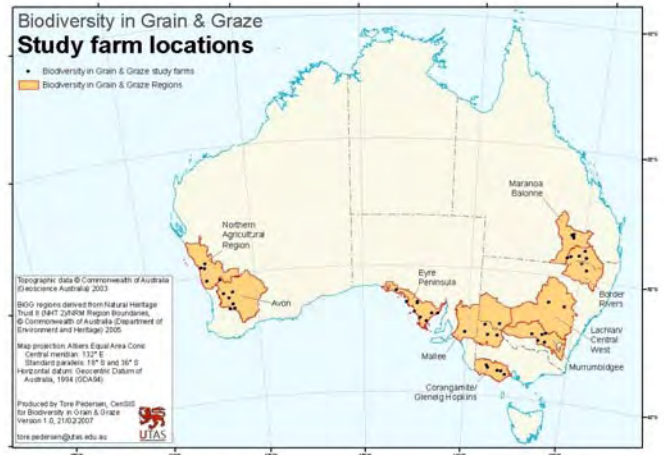 Biodiversity in Grain & Graze
Study farm locations
Biodiversity in Grain & Graze study farms
Biodiversity in Grain & Graze Regions
Maranoa
Balonne
Northern
Agricultural
Region
Eyre
Peninsula
Avon
Border
Rivers
Lachlan/
Central
West
Mallee
Murrumbidgee
Corangamite/
Glenelg Hopkins
Topographic data © Commonwealth of Australia
(Geoscience Australia) 2003
BiGG regions derived from Natural Heritage
Trust II (NHT 2)/NRM Region Boundaries,
© Commonwealth of Australia (Department of
Environment and Heritage) 2005
Map projection: Albers Equal Area Conic
Central meridian: 132° E
Standard parallels: 18° S and 36° S
Horizontal datum: Geocentric Datum of
Australia, 1994 (GDA94)
Produced by Tore Pedersen, CenSIS
for Biodiversity in Grain & Graze
Version 1.0, 21/02/2007
tore.pedersen@utas.edu.au
UTAS